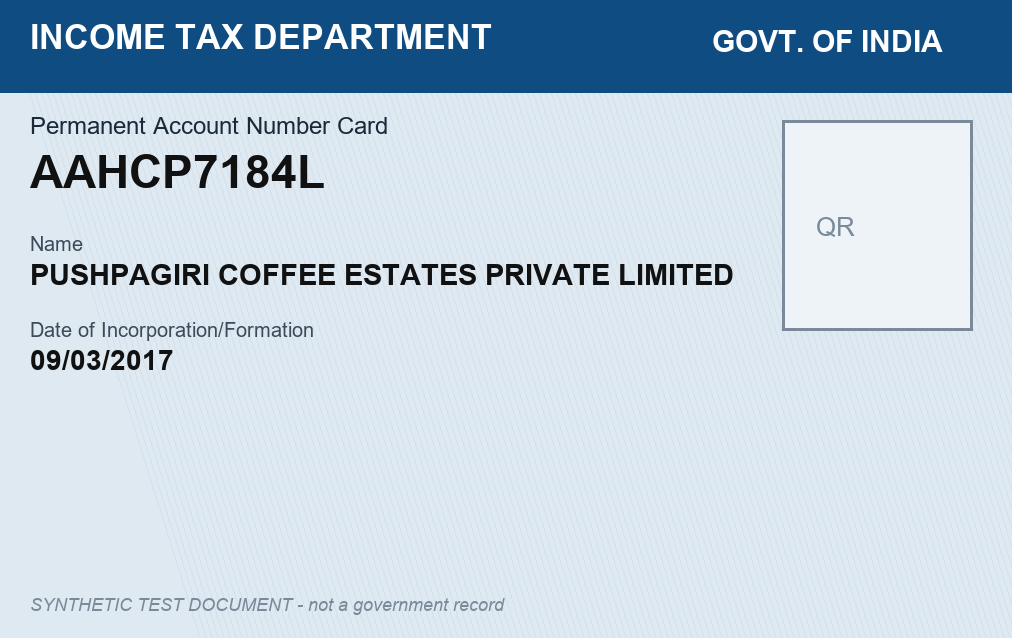 INCOME TAX DEPARTMENT
GOVT. OF INDIA
Permanent Account Number Card
AAHCP7184L
QR
Name
PUSHPAGIRI COFFEE ESTATES PRIVATE LIMITED
Date of Incorporation/Formation
09/03/2017
SYNTHETIC TEST DOCUMENT - not a government record